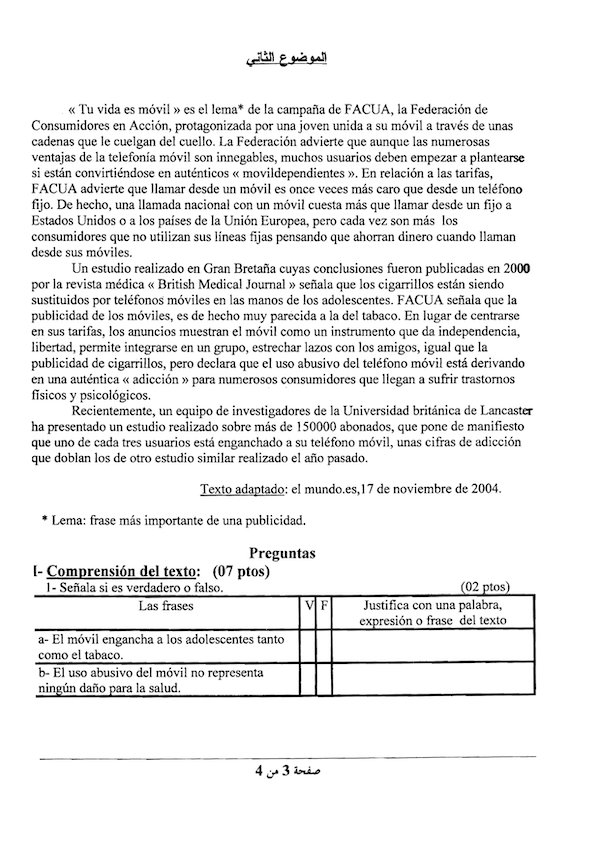 الموضوع الثاني
« Tu vida es móvil » es el lema* de la campaña de FACUA, la Federación de
Consumidores en Acción, protagonizada por una joven unida a su móvil a través de unas
cadenas que le cuelgan del cuello. La Federación advierte que aunque las numerosas
ventajas de la telefonía móvil son innegables, muchos usuarios deben empezar a plantearse
si están convirtiéndose en auténticos « movildependientes ». En relación a las tarifas,
FACUA advierte que llamar desde un móvil es once veces más caro que desde un teléfono
fijo. De hecho, una llamada nacional con un móvil cuesta más que llamar desde un fijo a
Estados Unidos o a los países de la Unión Europea, pero cada vez son más los
consumidores que no utilizan sus líneas fijas pensando que ahorran dinero cuando llaman
desde sus móviles.
Un estudio realizado en Gran Bretaña cuyas conclusiones fueron publicadas en 2000
por la revista médica « British Medical Journal » señala que los cigarrillos están siendo
sustituidos por teléfonos móviles en las manos de los adolescentes. FACUA señala que la
publicidad de los móviles, es de hecho muy parecida a la del tabaco. En lugar de centrarse
en sus tarifas, los anuncios muestran el móvil como un instrumento que da independencia,
libertad, permite integrarse en un grupo, estrechar lazos con los amigos, igual que la
publicidad de cigarrillos, pero declara que el uso abusivo del teléfono móvil está derivando
en una auténtica « adicción » para numerosos consumidores que llegan a sufrir trastornos
físicos y psicológicos.
Recientemente, un equipo de investigadores de la Universidad británica de Lancaster
ha presentado un estudio realizado sobre más de 150000 abonados, que pone de manifiesto
que uno de cada tres usuarios está enganchado a su teléfono móvil, unas cifras de adicción
que doblan los de otro estudio similar realizado el año pasado.
Texto adaptado: el mundo.es,17 de noviembre de 2004.
* Lema: frase más importante de una publicidad.
Preguntas
I- Comprensión del texto: (07 ptos)
1- Señala si es verdadero o falso. (02 ptos)
Las frases V F Justifica con una palabra,
expresión o frase del texto
a- El móvil engancha a los adolescentes tanto
como el tabaco.
b- El uso abusivo del móvil no representa
ningún daño para la salud.
صفحة 3 من 4